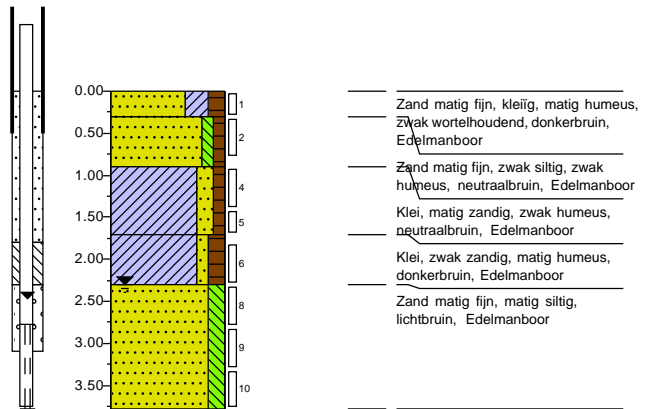 0.00
0.50
1.00
1.50
2.00
2.50
3.00
3.50
1
2
4
5
6
8
9
10
Zand matig fijn, kleiïg, matig humeus,
zwak wortelhoudend, donkerbruin,
Edelmanboor
Zand matig fijn, zwak siltig, zwak
humeus, neutraalbruin, Edelmanboor
Klei, matig zandig, zwak humeus,
neutraalbruin, Edelmanboor
Klei, zwak zandig, matig humeus,
donkerbruin, Edelmanboor
Zand matig fijn, matig siltig,
lichtbruin, Edelmanboor